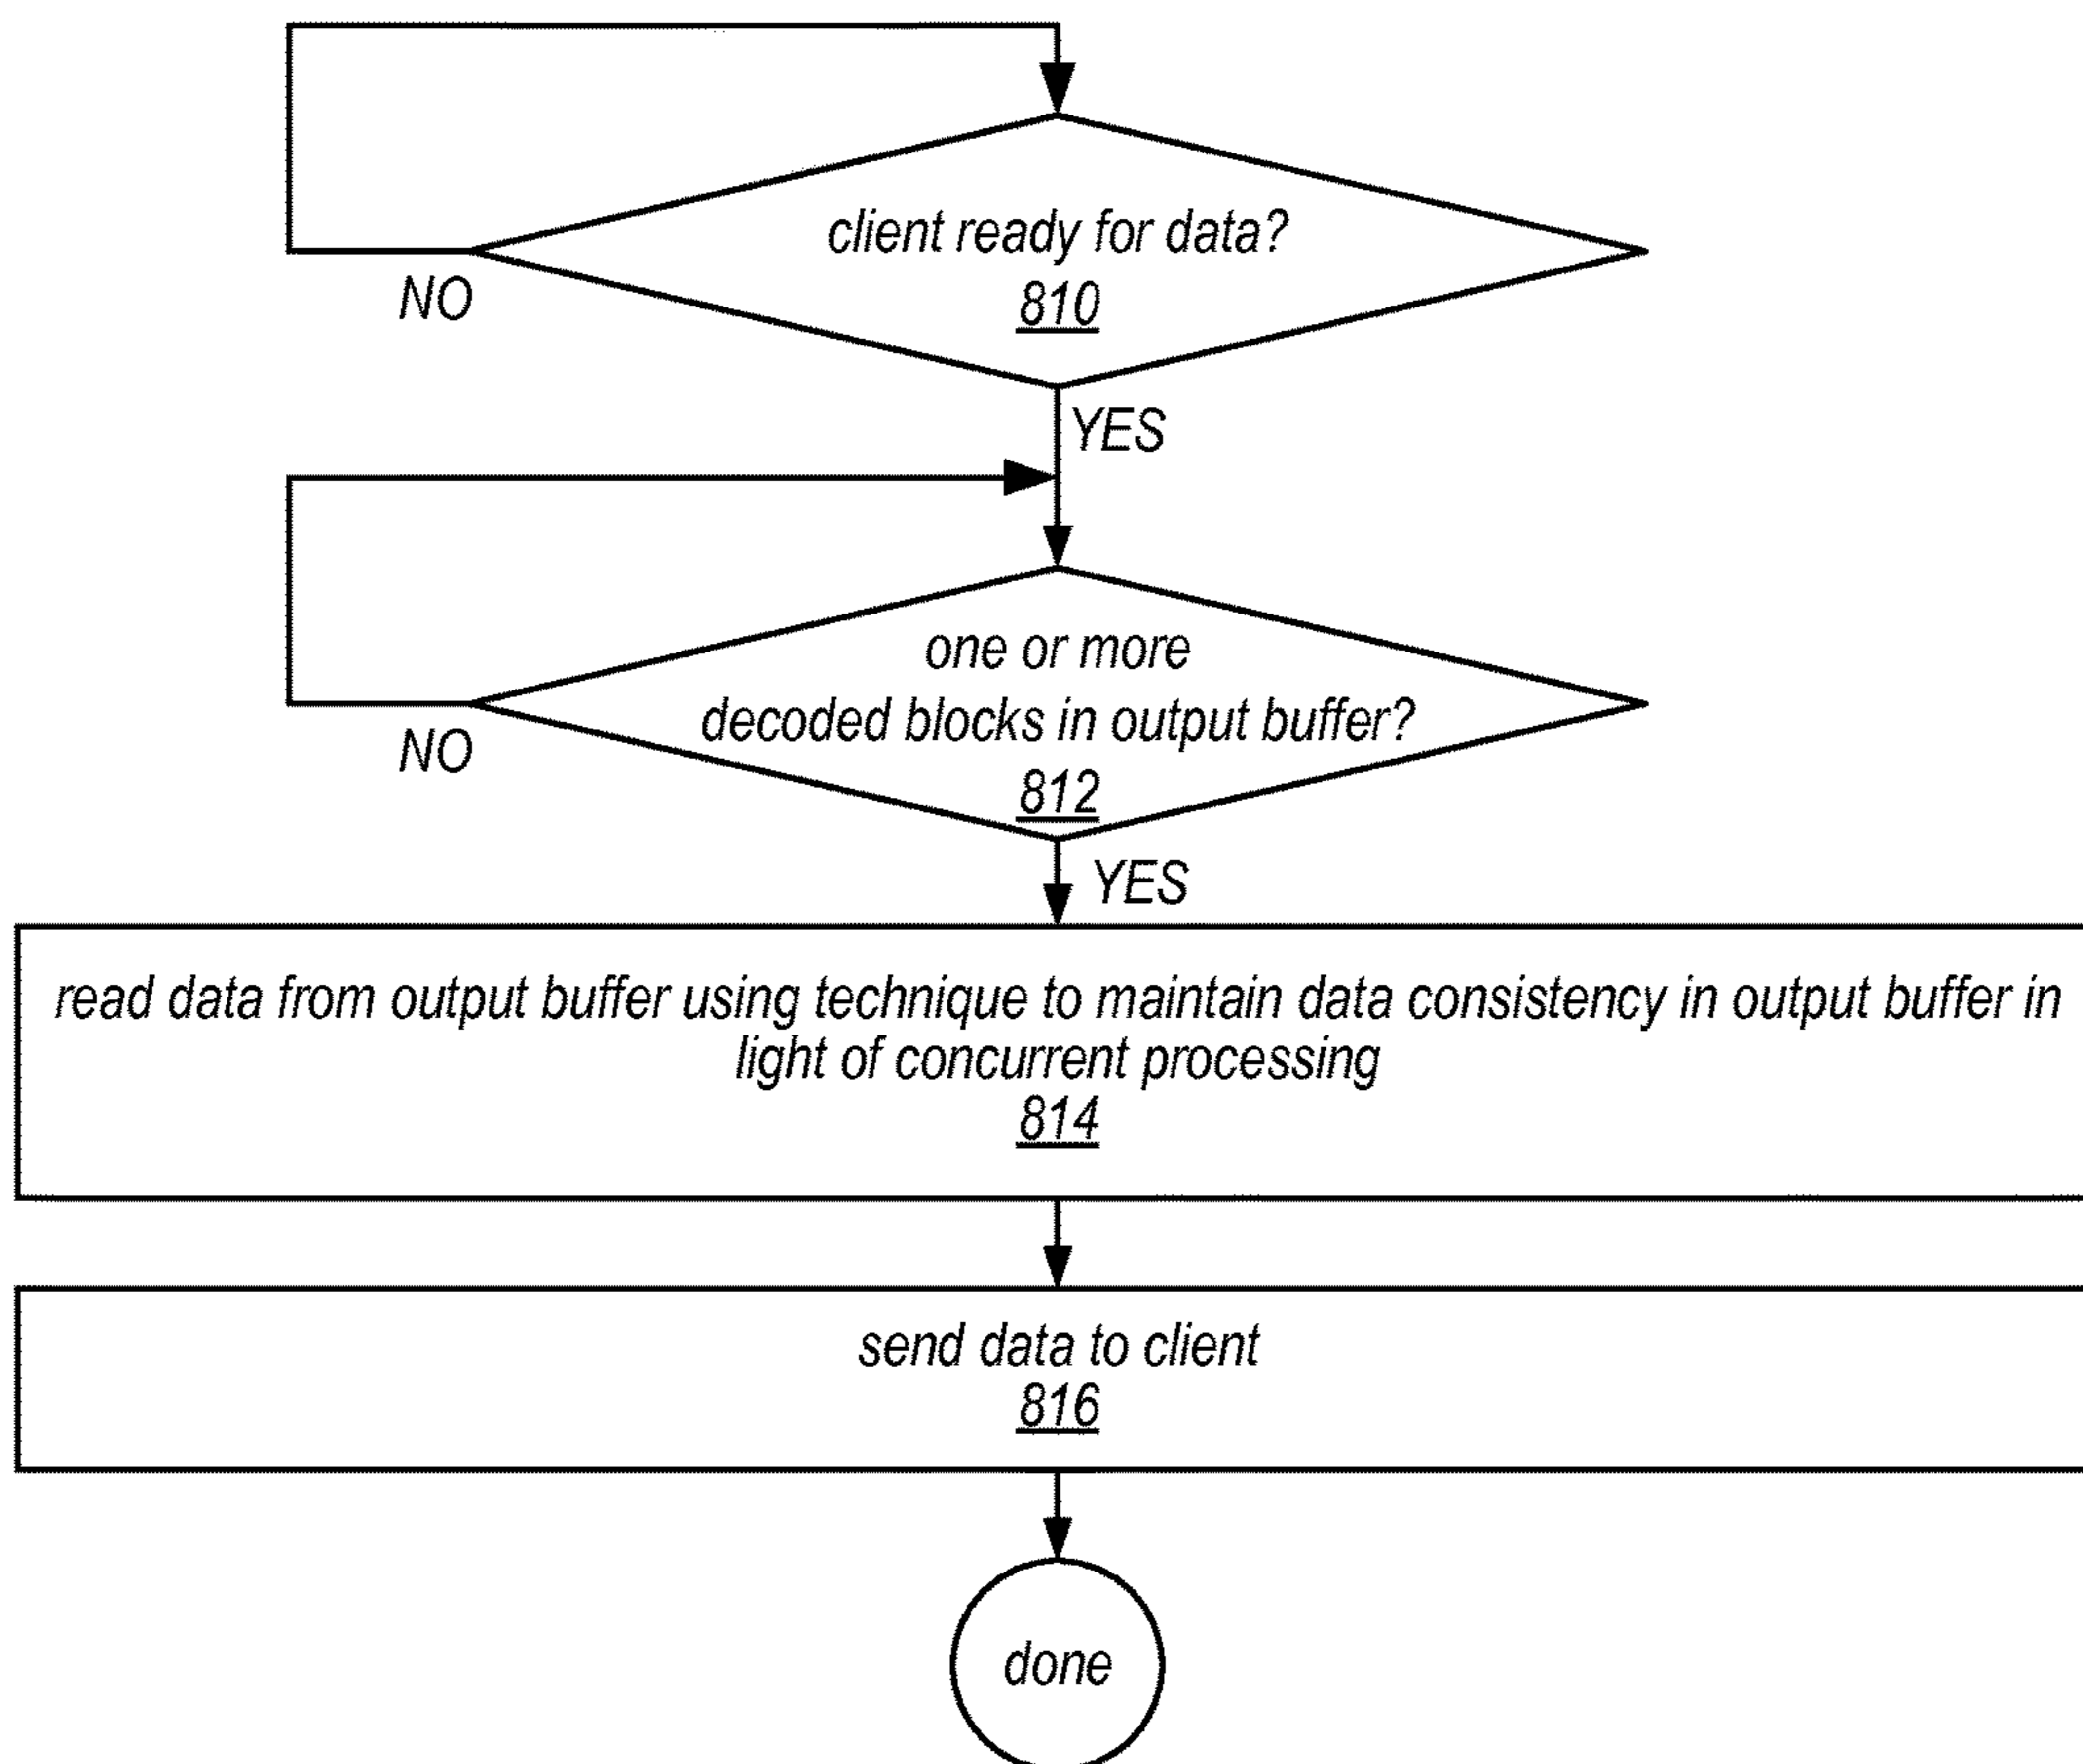 client ready for data?
810
NO
YES
one or more
decoded blocks in output buffer?
812
NO
YES
read data from output buffer using technique to maintain data consistency in output buffer in
light of concurrent processing
814
send data to client
816
done